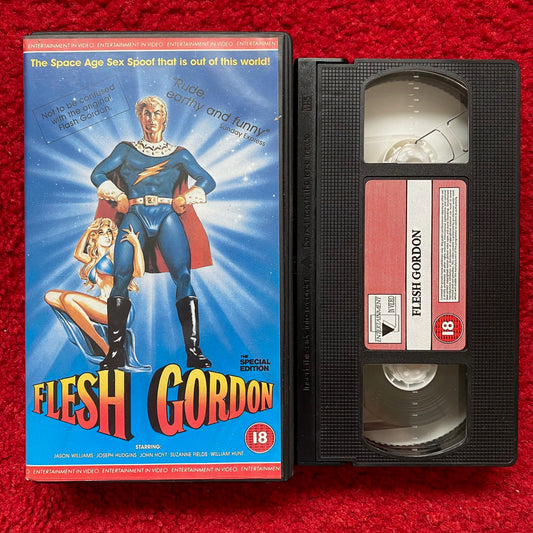 ENTERTAINMENT IN VIDEO ENTERTAINMENT IN VIDEO ENTERTAINMENT IN VIDEO
The Space Age Sex Spoof that is out of this world!
Not to be confused
with the original
Flash Gordon.
"Rude,
earthy and funny"
Sunday Express
THE
SPECIAL
EDITION
FLESH GORDON
18
STARRING:
JASON WILLIAMS JOSEPH HUDGINS JOHN HOYT SUZANNE FIELDS WILLIAM HUNT
ENTERTAINMENT IN VIDEO ENTERTAINMENT IN VIDEO ENTERTAINMENT IN VIDEO
ENTERTAINMENT
IN VIDEO
FLESH GORDON
18